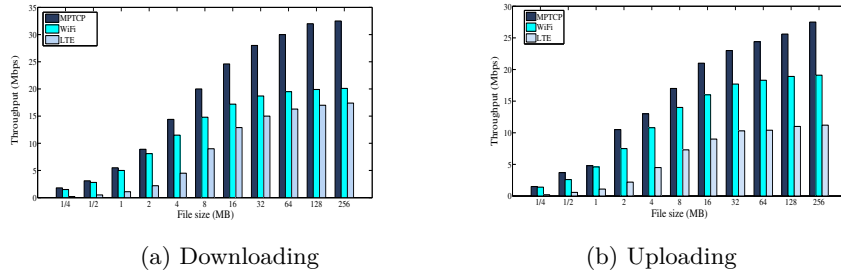 35
30
25
20
15
10
5
0
Throughput (Mbps)
MPTCP
WiFi
LTE
1/4 1/2 1 2 4 8 16 32 64 128 256
File size (MB)
(a) Downloading
30
25
20
15
10
5
0
Throughput (Mbps)
MPTCP
WiFi
LTE
1/4 1/2 1 2 4 8 16 32 64 128 256
File size (MB)
(b) Uploading